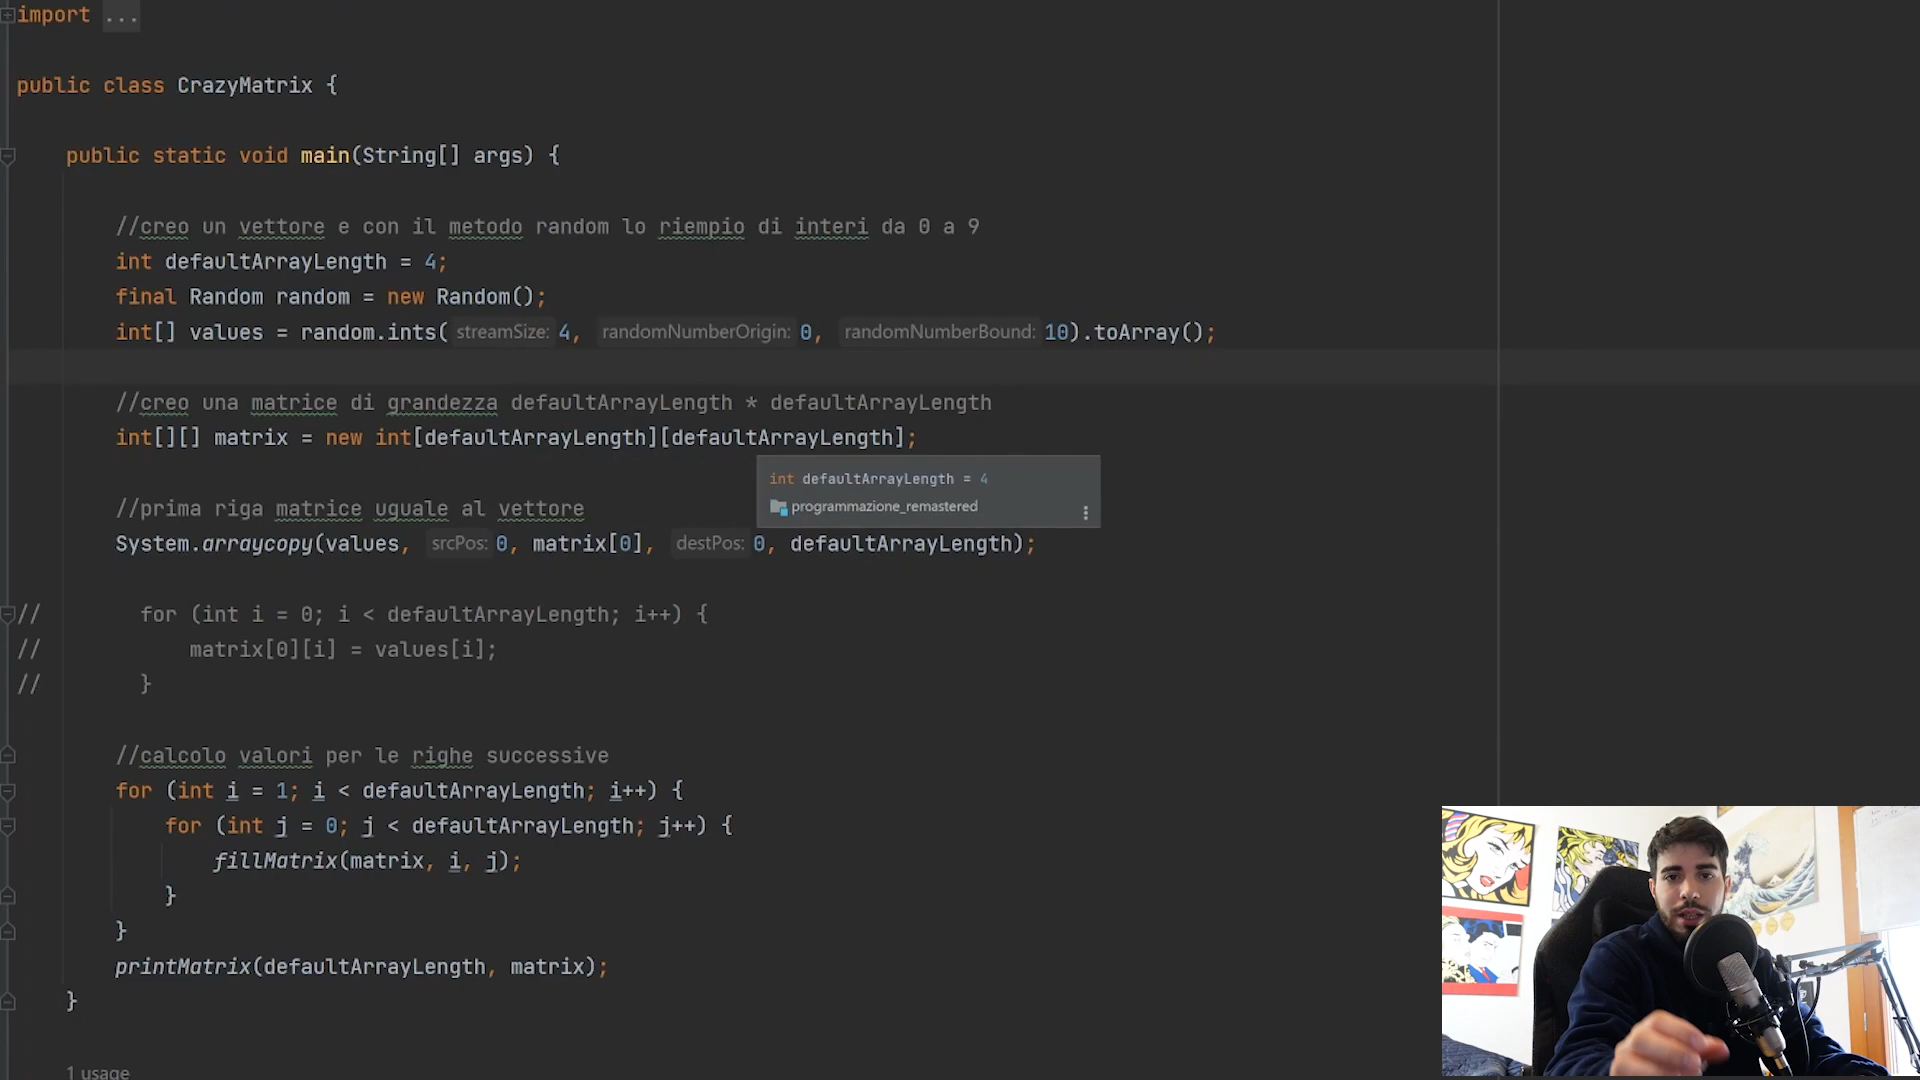 import ...
public class CrazyMatrix {
public static void main(String[] args) {
//creo un vettore e con il metodo random lo riempio di interi da 0 a 9
int defaultArrayLength = 4;
final Random random = new Random();
int[] values = random.ints( streamSize: 4, randomNumberOrigin: 0, randomNumberBound: 10).toArray();
//creo una matrice di grandezza defaultArrayLength * defaultArrayLength
int[][] matrix = new int[defaultArrayLength][defaultArrayLength];
int defaultArrayLength = 4
programmazione_remastered
//prima riga matrice uguale al vettore
System.arraycopy(values, srcPos: 0, matrix[0], destPos: 0, defaultArrayLength);
// for (int i = 0; i < defaultArrayLength; i++) {
// matrix[0][i] = values[i];
// }
//calcolo valori per le righe successive
for (int i = 1; i < defaultArrayLength; i++) {
for (int j = 0; j < defaultArrayLength; j++) {
fillMatrix(matrix, i, j);
}
}
printMatrix(defaultArrayLength, matrix);
}
1 usage